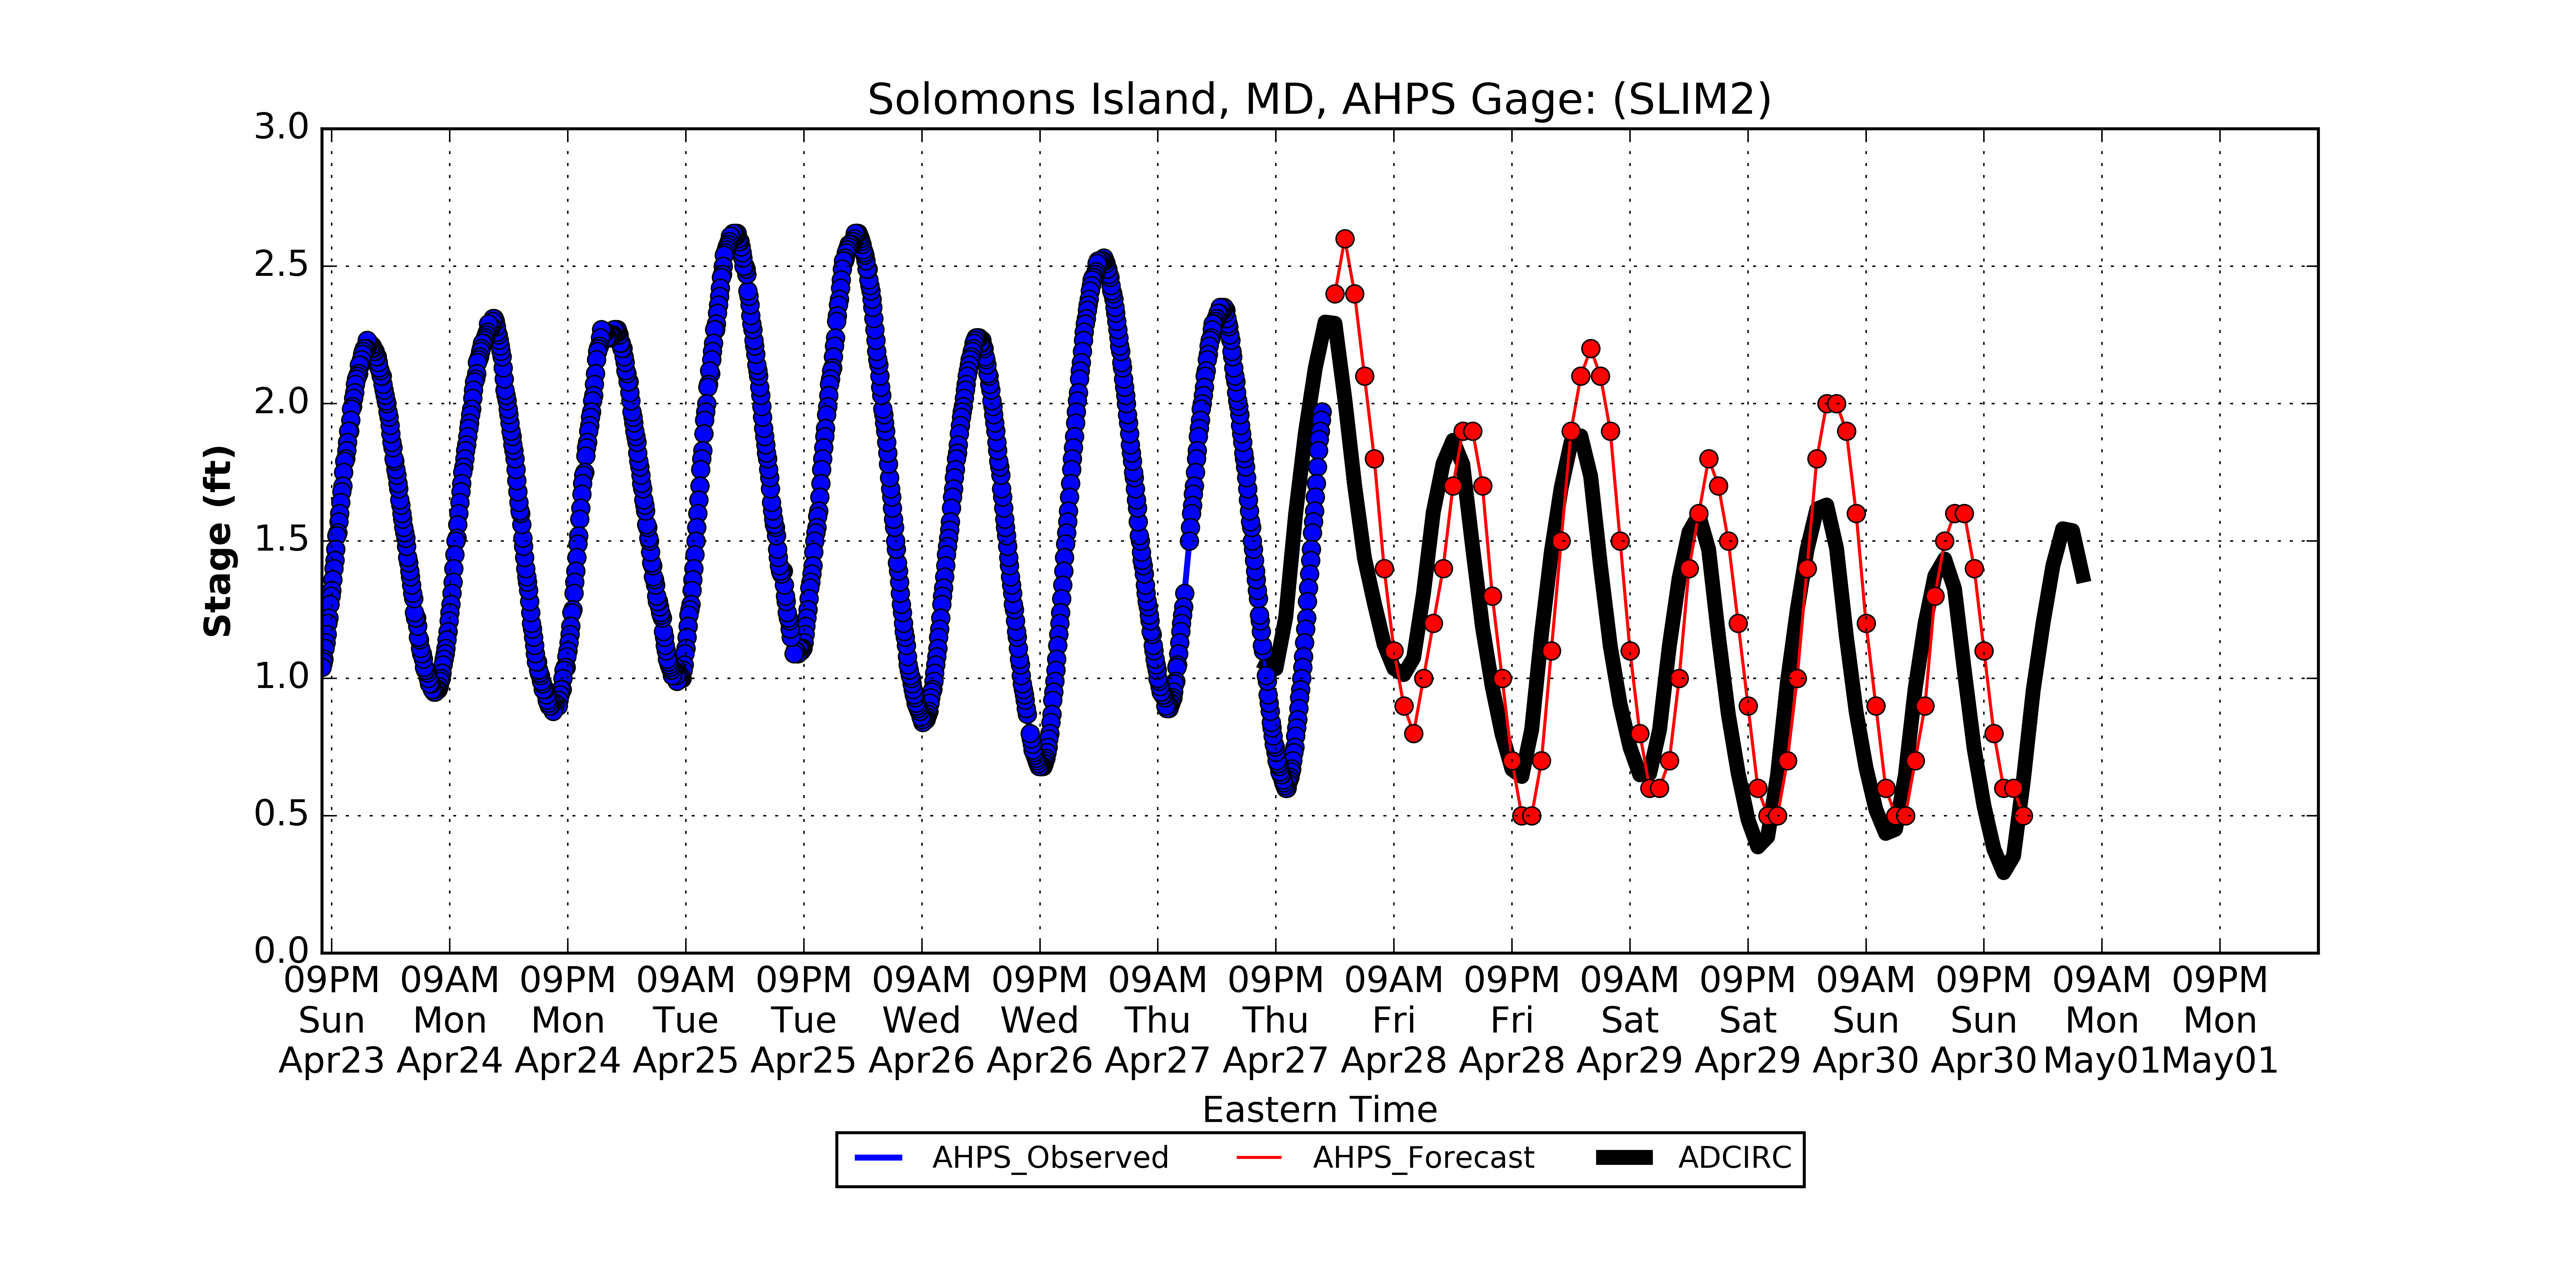 Solomons Island, MD, AHPS Gage: (SLIM2)
3.0
2.5
2.0
1.5
1.0
0.5
0.0
Stage (ft)
09PM 09AM 09PM 09AM 09PM 09AM 09PM 09AM 09PM 09AM 09PM 09AM 09PM 09AM 09PM 09AM 09PM
Sun Mon Mon Tue Tue Wed Wed Thu Thu Fri Fri Sat Sat Sun Sun Mon Mon
Apr23 Apr24 Apr24 Apr25 Apr25 Apr26 Apr26 Apr27 Apr27 Apr28 Apr28 Apr29 Apr29 Apr30 Apr30 May01 May01
Eastern Time
AHPS_Observed AHPS_Forecast ADCIRC